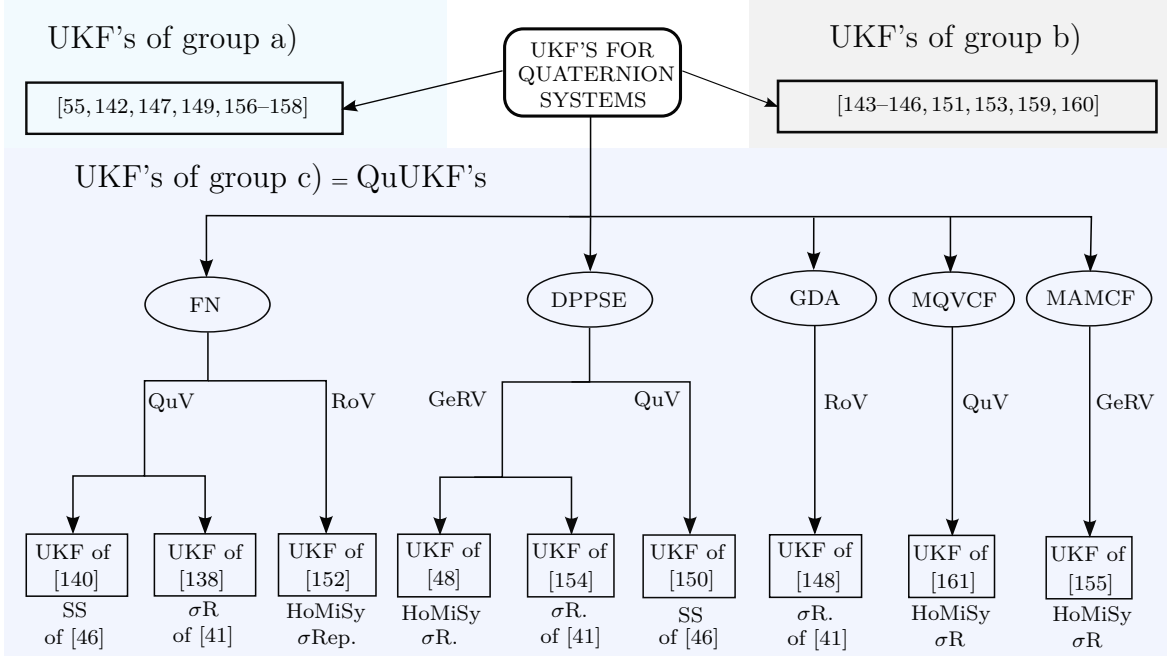 UKF's of group a)
UKF'S FOR
QUATERNION
SYSTEMS
UKF's of group b)
[55, 142, 147, 149, 156–158]
[143–146, 151, 153, 159, 160]
UKF's of group c) = QuUKF's
FN
DPPSE
GDA
MQVCF
MAMCF
QuV
RoV
GeRV
QuV
RoV
QuV
GeRV
UKF of
[140]
SS
of [46]
UKF of
[138]
σR
of [41]
UKF of
[152]
HoMiSy
σRep.
UKF of
[48]
HoMiSy
σR.
UKF of
[154]
σR.
of [41]
UKF of
[150]
SS
of [46]
UKF of
[148]
σR.
of [41]
UKF of
[161]
HoMiSy
σR
UKF of
[155]
HoMiSy
σR